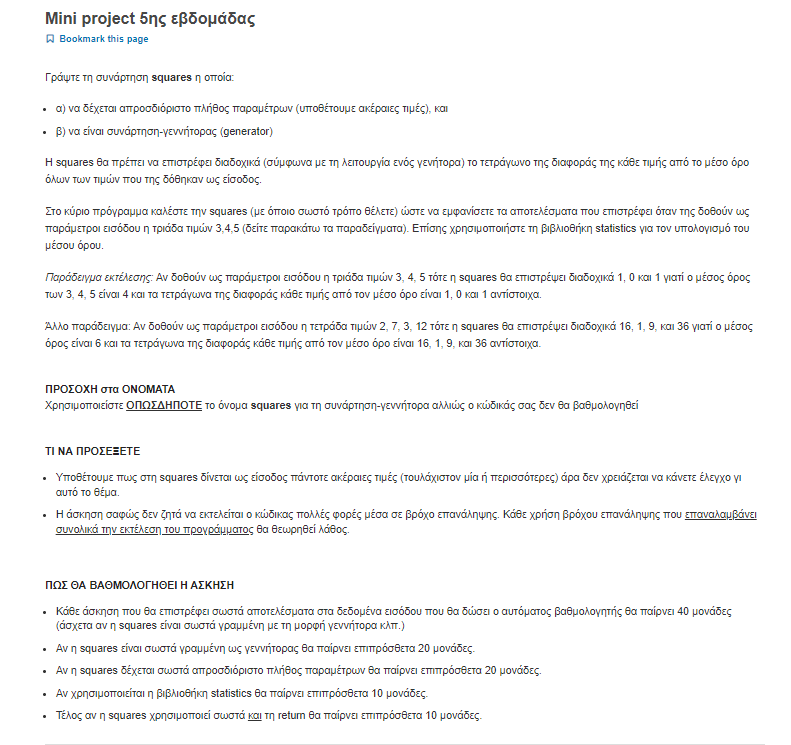 Mini project 5ης εβδομάδας
Bookmark this page
Γράψτε τη συνάρτηση squares η οποία:
• α) να δέχεται απροσδιόριστο πλήθος παραμέτρων (υποθέτουμε ακέραιες τιμές), και
• β) να είναι συνάρτηση-γεννήτορας (generator)
Η squares θα πρέπει να επιστρέφει διαδοχικά (σύμφωνα με τη λειτουργία ενός γενήτορα) το τετράγωνο της διαφοράς της κάθε τιμής από το μέσο όρο
όλων των τιμών που της δόθηκαν ως είσοδος.
Στο κύριο πρόγραμμα καλέστε την squares (με όποιο σωστό τρόπο θέλετε) ώστε να εμφανίσετε τα αποτελέσματα που επιστρέφει όταν της δοθούν ως
παράμετροι εισόδου η τριάδα τιμών 3,4,5 (δείτε παρακάτω τα παραδείγματα). Επίσης χρησιμοποιήστε τη βιβλιοθήκη statistics για τον υπολογισμό του
μέσου όρου.
Παράδειγμα εκτέλεσης: Αν δοθούν ως παράμετροι εισόδου η τριάδα τιμών 3, 4, 5 τότε η squares θα επιστρέψει διαδοχικά 1, 0 και 1 γιατί ο μέσος όρος
των 3, 4, 5 είναι 4 και τα τετράγωνα της διαφοράς κάθε τιμής από τον μέσο όρο είναι 1, 0 και 1 αντίστοιχα.
Άλλο παράδειγμα: Αν δοθούν ως παράμετροι εισόδου η τετράδα τιμών 2, 7, 3, 12 τότε η squares θα επιστρέψει διαδοχικά 16, 1, 9, και 36 γιατί ο μέσος
όρος είναι 6 και τα τετράγωνα της διαφοράς κάθε τιμής από τον μέσο όρο είναι 16, 1, 9, και 36 αντίστοιχα.
ΠΡΟΣΟΧΗ στα ΟΝΟΜΑΤΑ
Χρησιμοποιείστε ΟΠΩΣΔΗΠΟΤΕ το όνομα squares για τη συνάρτηση-γεννήτορα αλλιώς ο κώδικάς σας δεν θα βαθμολογηθεί
ΤΙ ΝΑ ΠΡΟΣΕΞΕΤΕ
• Υποθέτουμε πως στη squares δίνεται ως είσοδος πάντοτε ακέραιες τιμές (τουλάχιστον μία ή περισσότερες) άρα δεν χρειάζεται να κάνετε έλεγχο γι
αυτό το θέμα.
• Η άσκηση σαφώς δεν ζητά να εκτελείται ο κώδικας πολλές φορές μέσα σε βρόχο επανάληψης. Κάθε χρήση βρόχου επανάληψης που επαναλαμβάνει
συνολικά την εκτέλεση του προγράμματος θα θεωρηθεί λάθος.
ΠΩΣ ΘΑ ΒΑΘΜΟΛΟΓΗΘΕΙ Η ΑΣΚΗΣΗ
• Κάθε άσκηση που θα επιστρέφει σωστά αποτελέσματα στα δεδομένα εισόδου που θα δώσει ο αυτόματος βαθμολογητής θα παίρνει 40 μονάδες
(άσχετα αν η squares είναι σωστά γραμμένη με τη μορφή γεννήτορα κλπ.)
• Αν η squares είναι σωστά γραμμένη ως γεννήτορας θα παίρνει επιπρόσθετα 20 μονάδες.
• Αν η squares δέχεται σωστά απροσδιόριστο πλήθος παραμέτρων θα παίρνει επιπρόσθετα 20 μονάδες.
• Αν χρησιμοποιείται η βιβλιοθήκη statistics θα παίρνει επιπρόσθετα 10 μονάδες.
• Τέλος αν η squares χρησιμοποιεί σωστά και τη return θα παίρνει επιπρόσθετα 10 μονάδες.